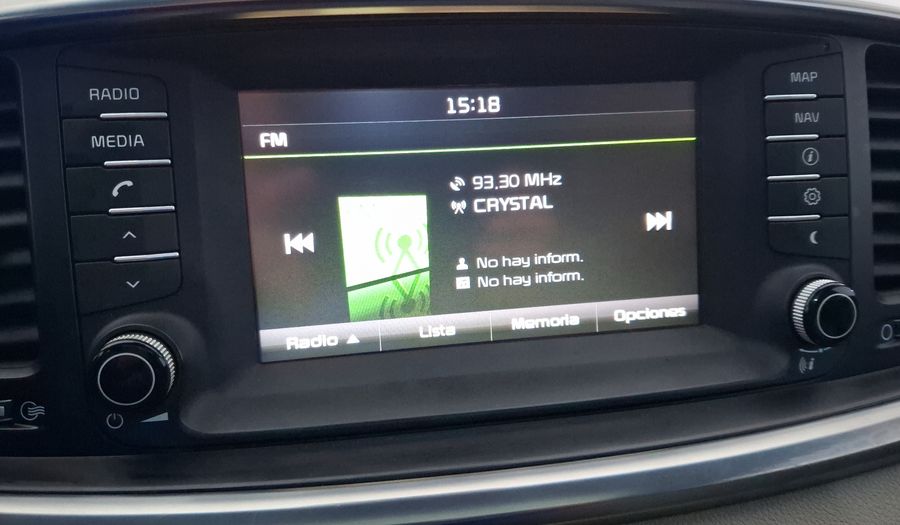 15:18
FM
93.30 MHz
CRYSTAL
No hay inform.
No hay inform.
Radio
Lista
Memoria
Opciones
RADIO
MEDIA
MAP
NAV